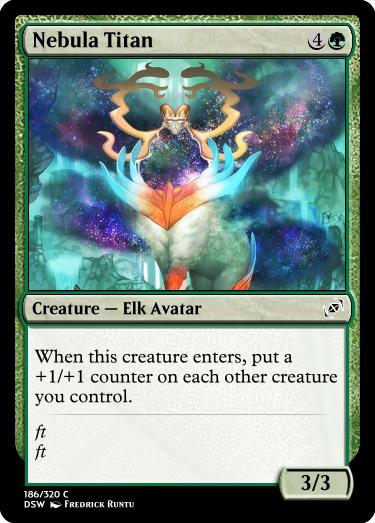 Nebula Titan 4
Creature — Elk Avatar
When this creature enters, put a
+1/+1 counter on each other creature
you control.
ft
ft
3/3
186/320 C
DSW Fredrick Runtu